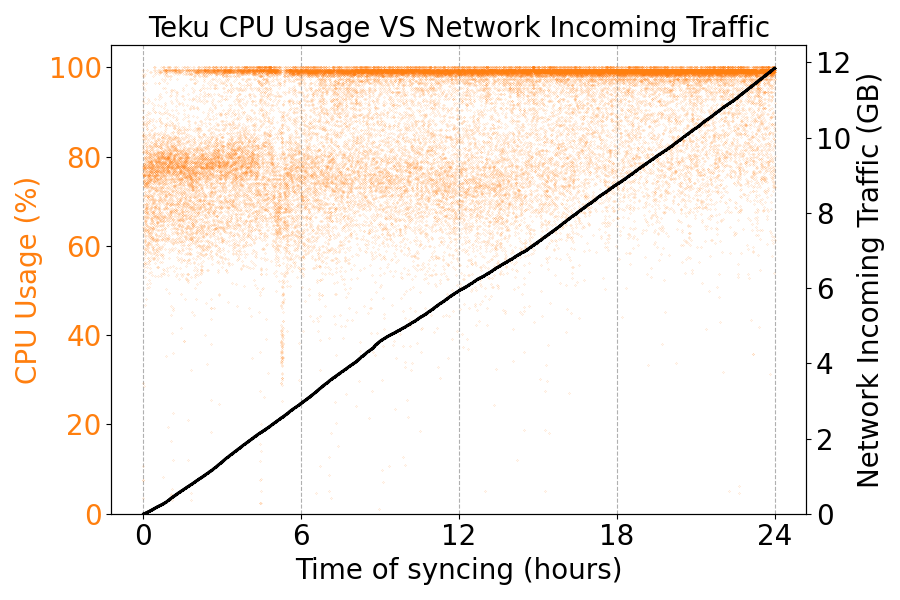 Teku CPU Usage VS Network Incoming Traffic
CPU Usage (%)
100
80
60
40
20
0
12
10
8
6
4
2
0
Network Incoming Traffic (GB)
0 6 12 18 24
Time of syncing (hours)